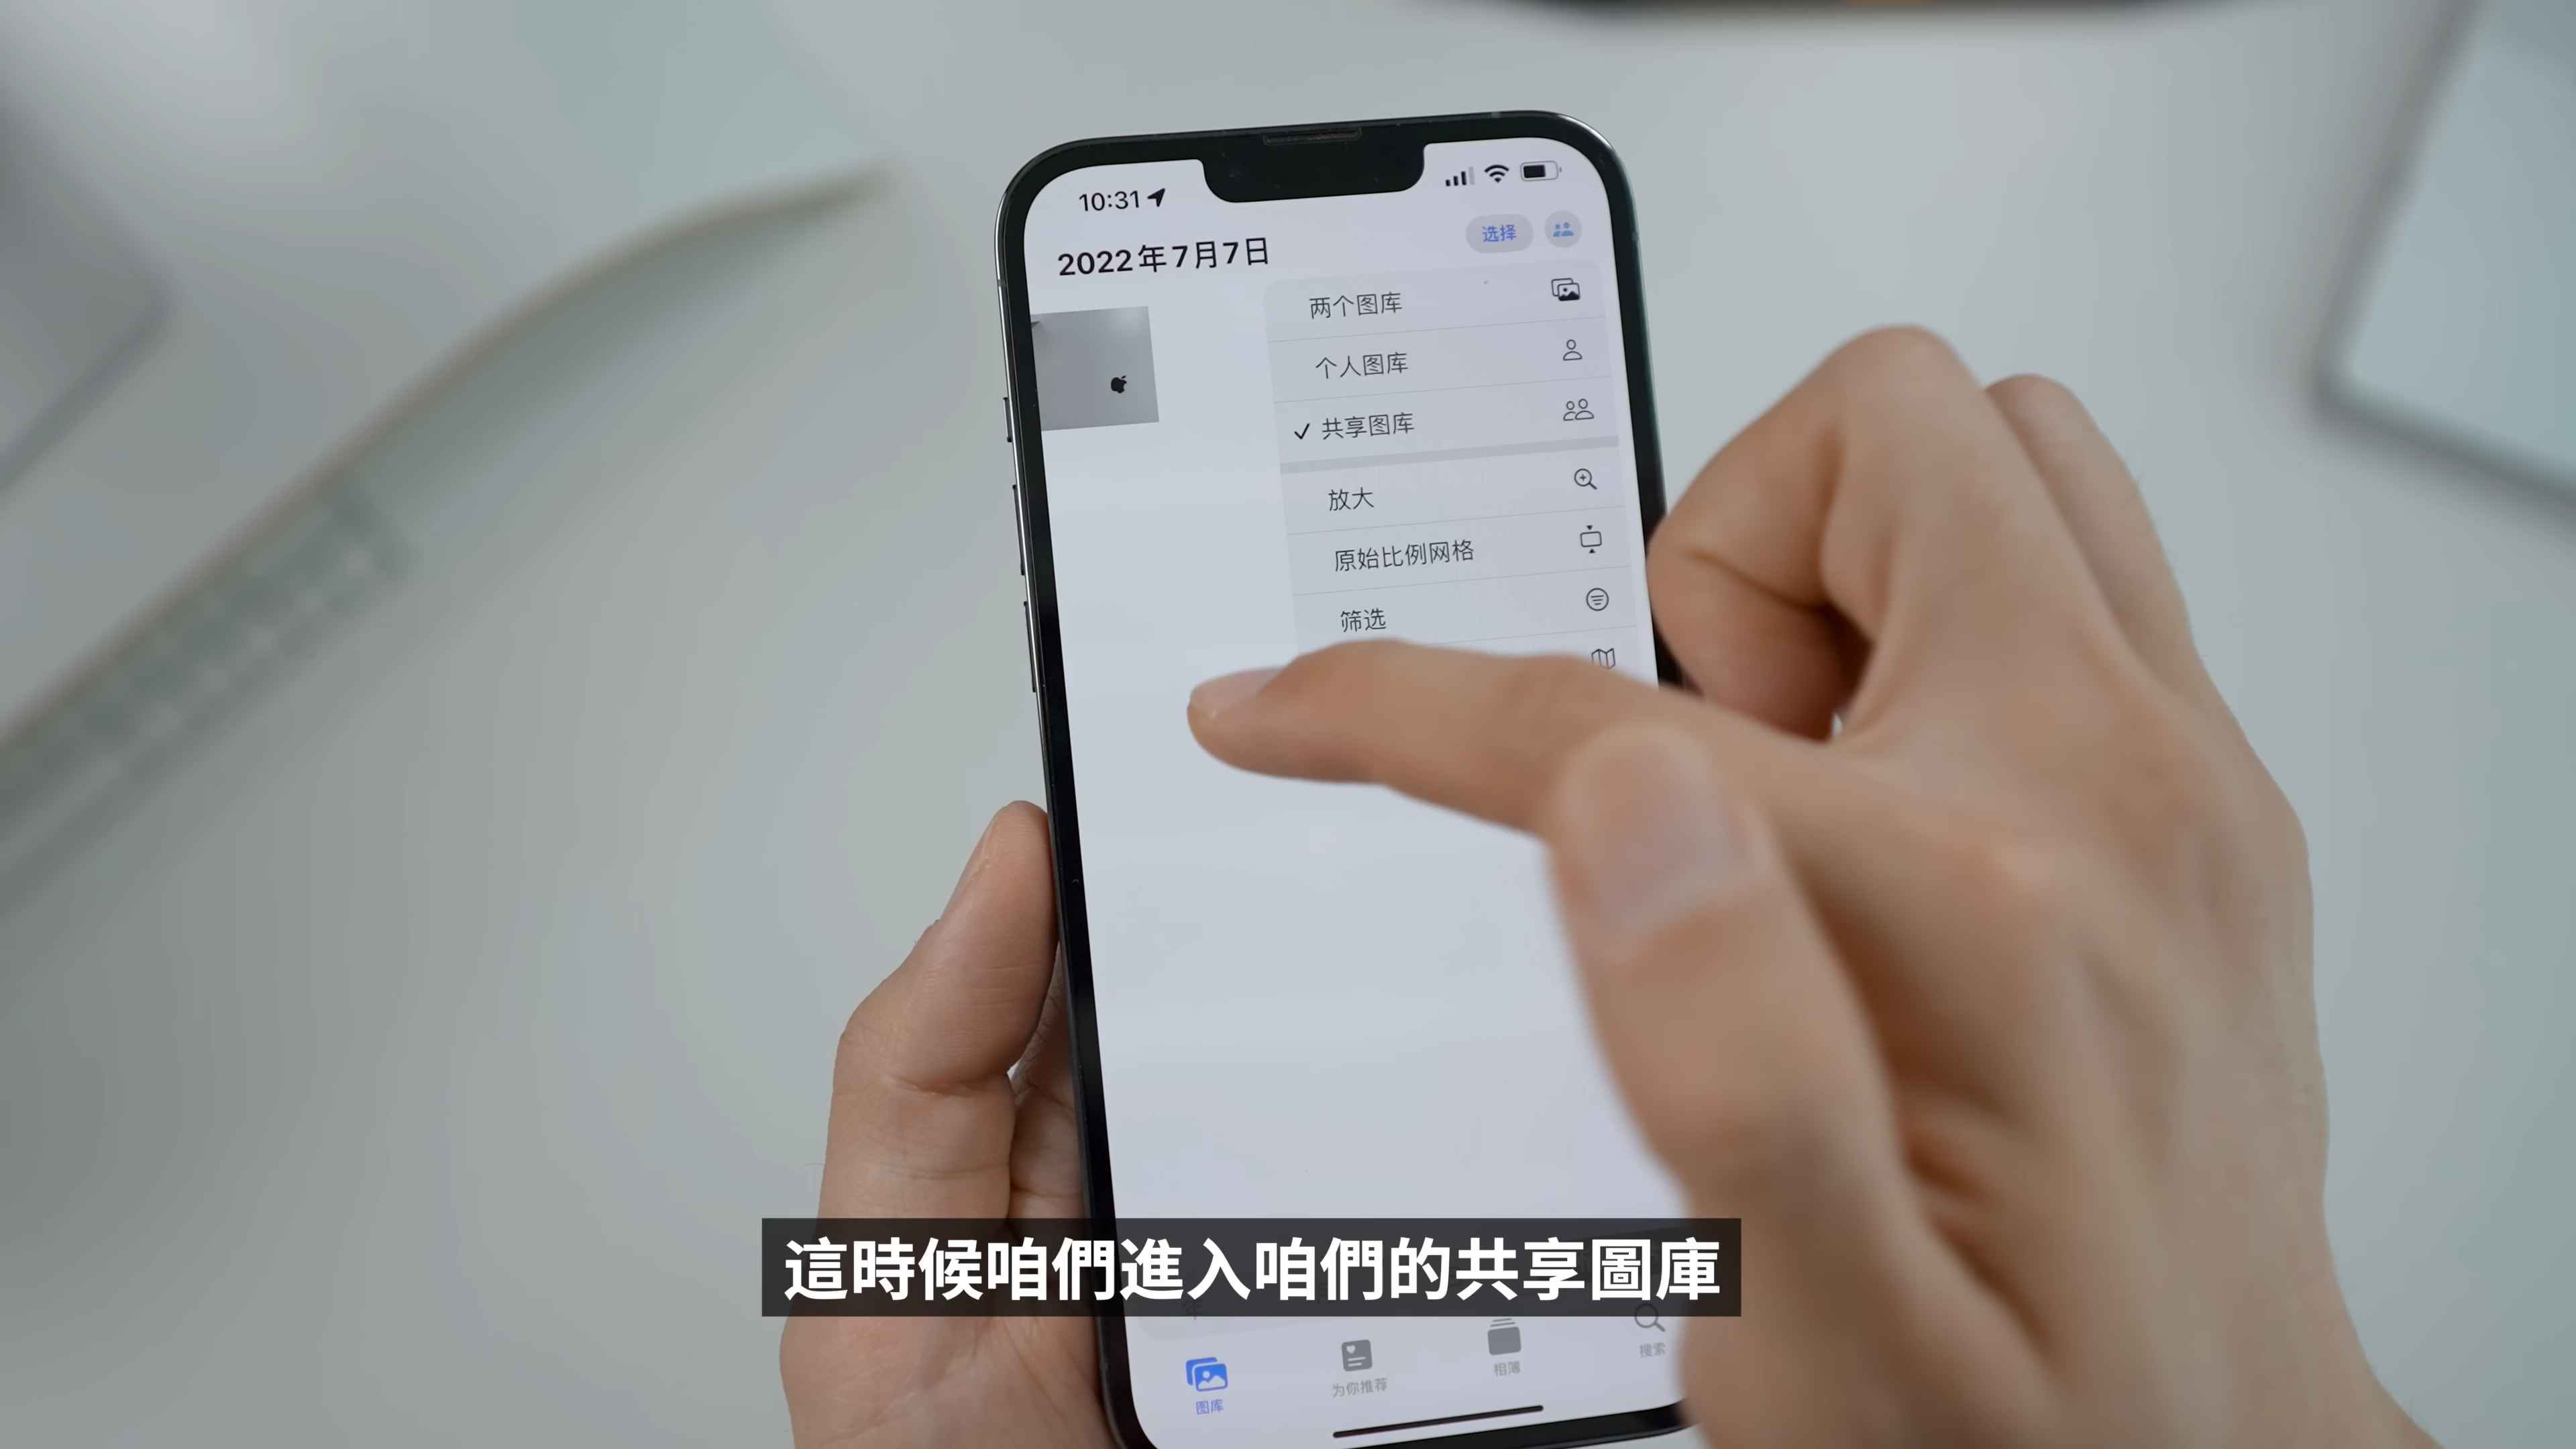 10:31
2022年7月7日
选择
两个图库
个人图库
共享图库
放大
原始比例网格
筛选
這時候咱們進入咱們的共享圖庫
年
图库
为你推荐
相簿
搜索